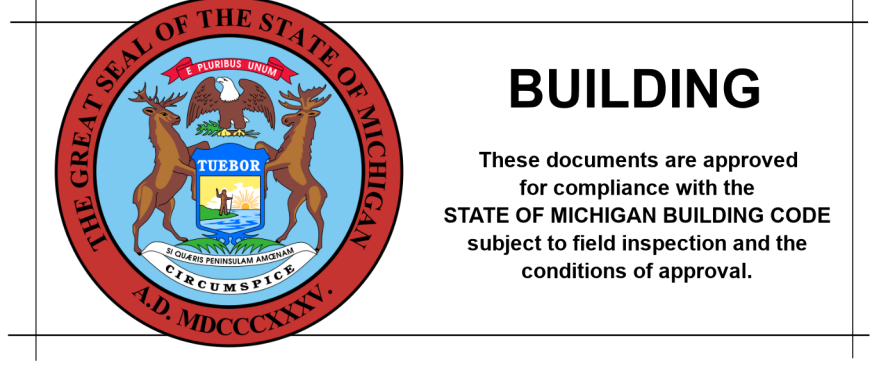 THE GREAT SEAL OF THE STATE OF MICHIGAN
E PLURIBUS UNUM
TUEBOR
SI QUÆRIS PENINSULAM AMŒNAM
CIRCUMSPICE
A.D. MDCCCXXXV.
BUILDING
These documents are approved
for compliance with the
STATE OF MICHIGAN BUILDING CODE
subject to field inspection and the
conditions of approval.